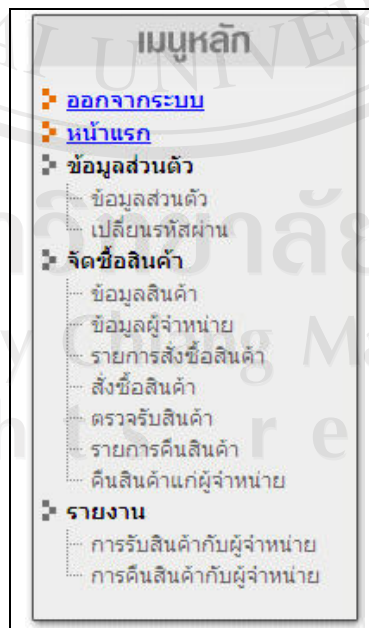 เมนูหลัก
ออกจากระบบ
หน้าแรก
ข้อมูลส่วนตัว
ข้อมูลส่วนตัว
เปลี่ยนรหัสผ่าน
จัดซื้อสินค้า
ข้อมูลสินค้า
ข้อมูลผู้จำหน่าย
รายการสั่งซื้อสินค้า
สั่งซื้อสินค้า
ตรวจรับสินค้า
รายการคืนสินค้า
คืนสินค้าแก่ผู้จำหน่าย
รายงาน
การรับสินค้ากับผู้จำหน่าย
การคืนสินค้ากับผู้จำหน่าย